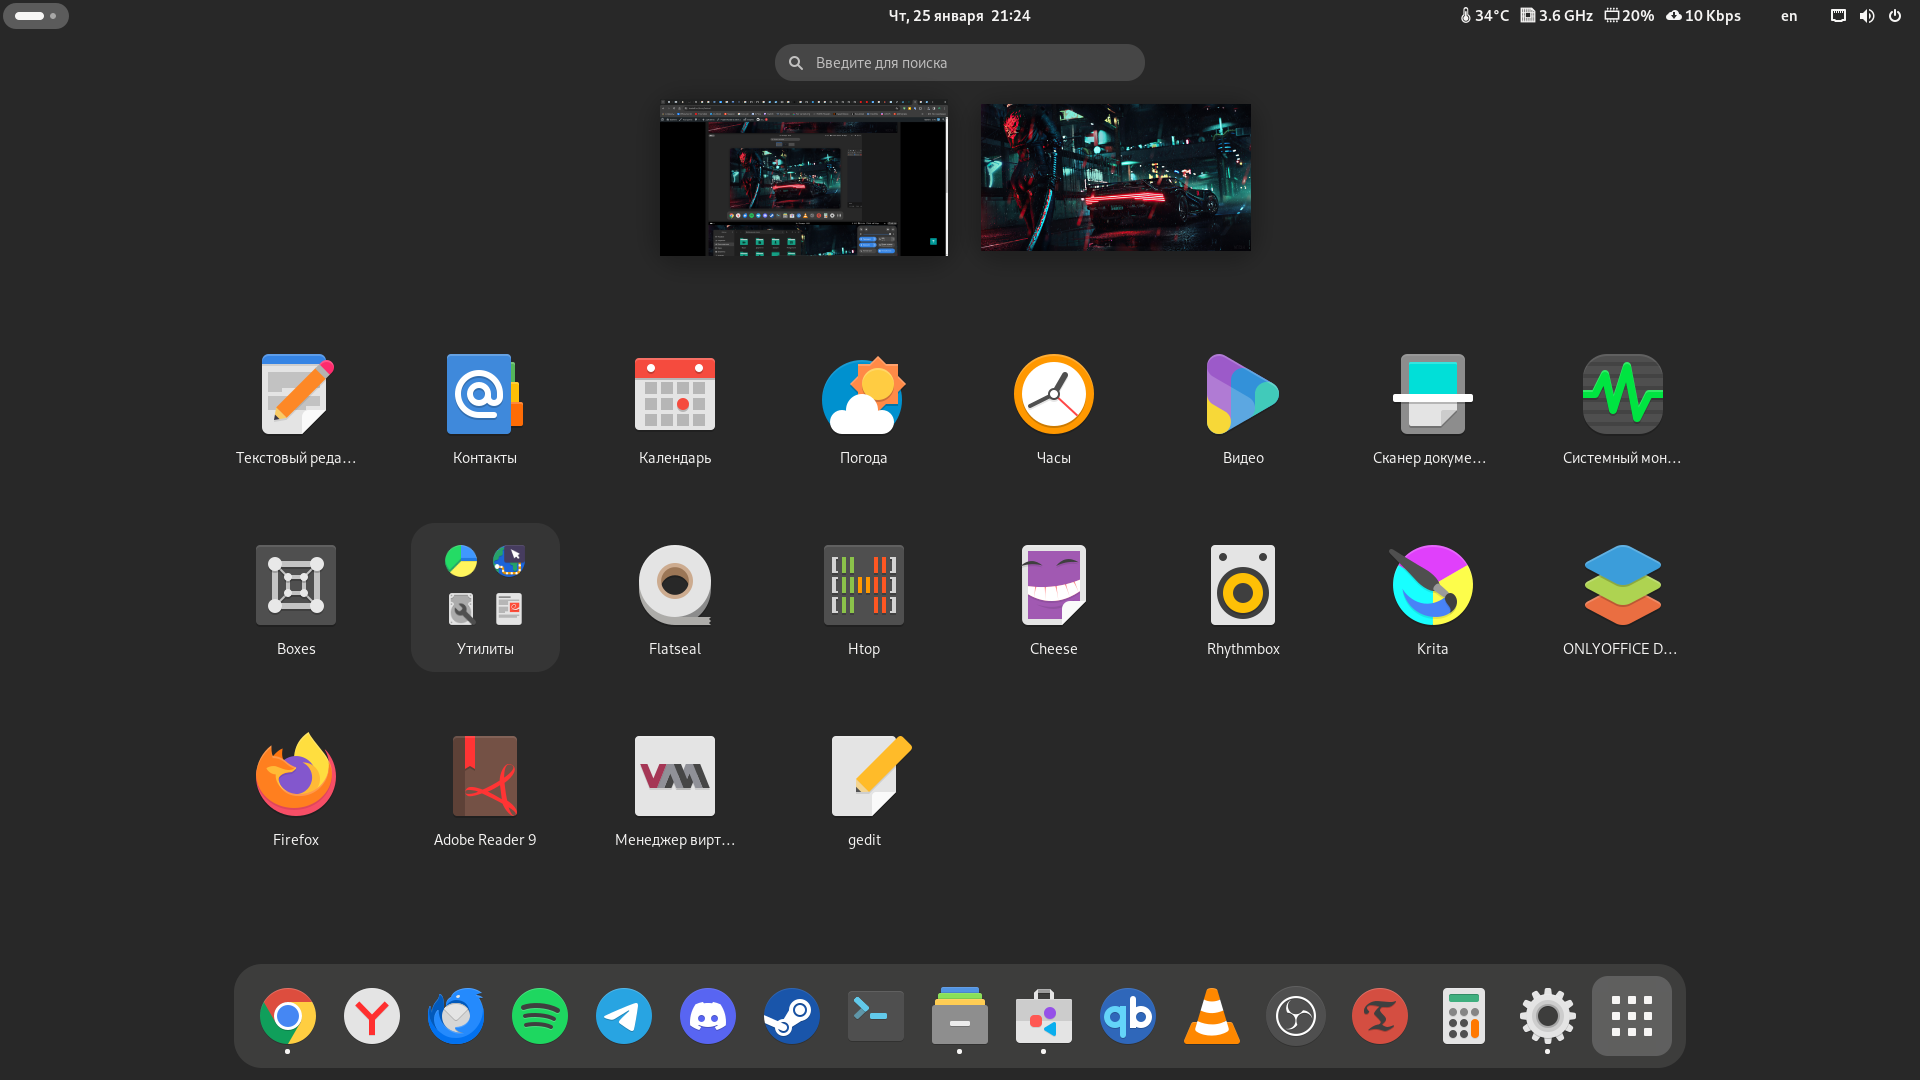 Чт, 25 января 21:24
34°C 3.6 GHz 20% 10 Kbps en
Введите для поиска
Текстовый реда...
Контакты
Календарь
Погода
Часы
Видео
Сканер докуме...
Системный мон...
Boxes
Утилиты
Flatseal
Htop
Cheese
Rhythmbox
Krita
ONLYOFFICE D...
Firefox
Adobe Reader 9
Менеджер вирт...
gedit